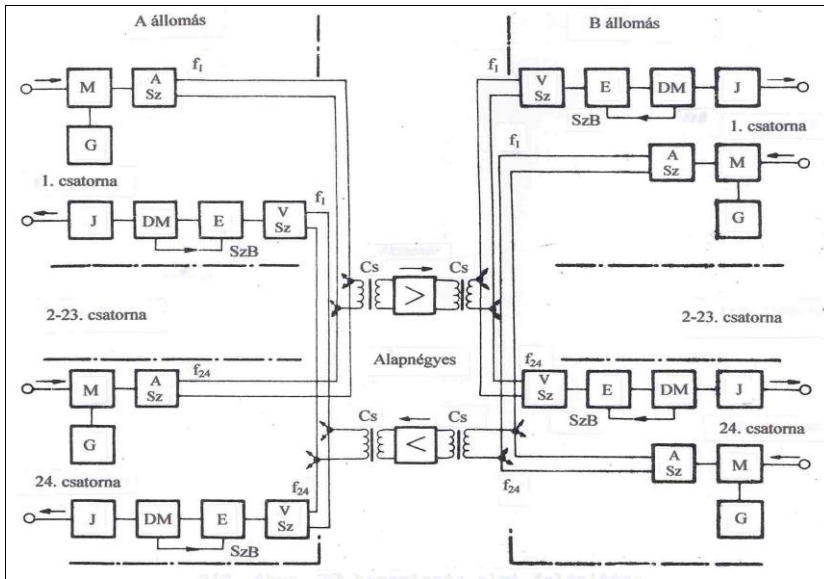 A állomás
B állomás
M
A
Sz
f1
G
1. csatorna
J
DM
E
V
Sz
f1
SzB
2-23. csatorna
M
A
Sz
f24
G
24. csatorna
J
DM
E
V
Sz
f24
SzB
Cs
>
Cs
Alapnégyes
Cs
<
Cs
f1
V
Sz
E
DM
J
SzB
1. csatorna
f1
A
Sz
M
G
2-23. csatorna
f24
V
Sz
E
DM
J
SzB
24. csatorna
f24
A
Sz
M
G